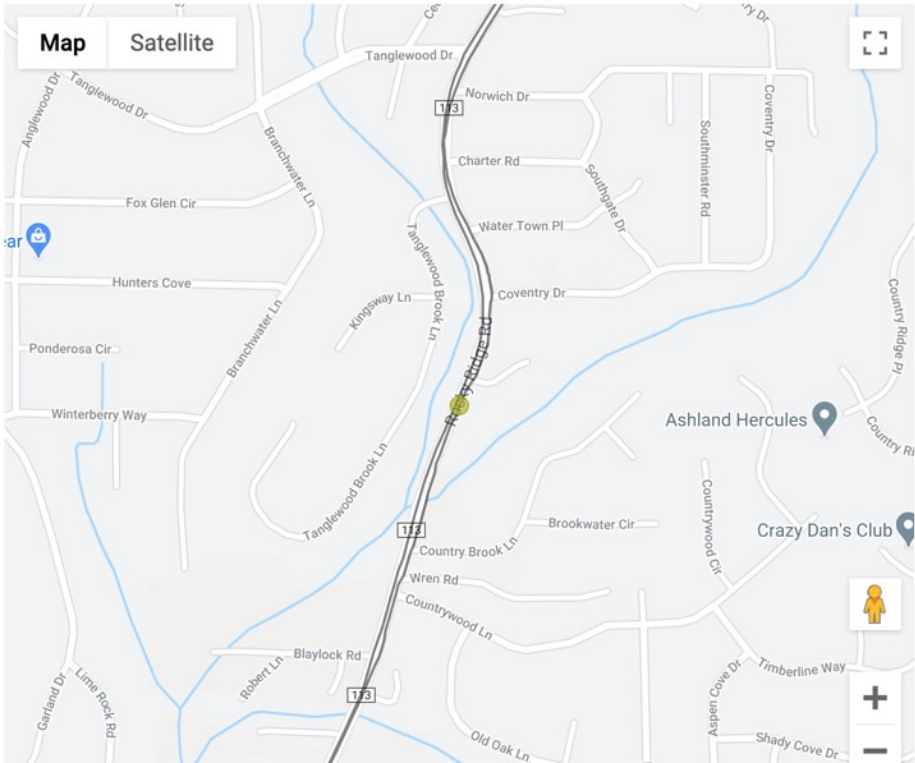 Map
Satellite
Ced
Tanglewood Dr
Anglewood Dr
Tanglewood Dr
Norwich Dr
113
Branchwater Ln
Southminster Rd
Coventry Dr
Charter Rd
Southgate Dr
Fox Glen Cir
Water Town Pl
Tanglewood Brook Ln
ear
Hunters Cove
Coventry Dr
Kingsway Ln
Country Ridge Pl
Branchwater Ln
Ponderosa Cir
Ridge Rd
Winterberry Way
Ashland Hercules
Country Ri
Tanglewood Brook Ln
Countrywood Cir
Brookwater Cir
Crazy Dan's Club
113
Country Brook Ln
Wren Rd
Countrywood Ln
Blaylock Rd
Robert Ln
Timberline Way
113
Garland Dr
Lime Rock Rd
Aspen Cove Dr
Old Oak Ln
Shady Cove Dr
+
−